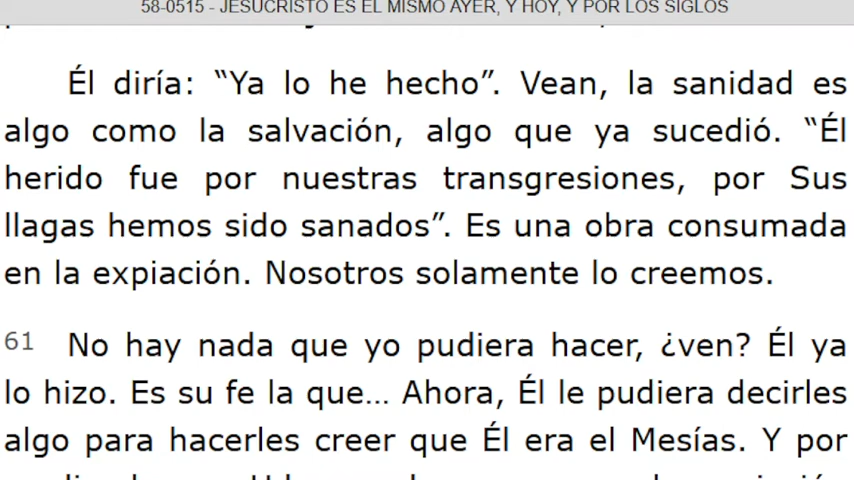 58-0515 - JESUCRISTO ES EL MISMO AYER, Y HOY, Y POR LOS SIGLOS
Él diría: “Ya lo he hecho”. Vean, la sanidad es
algo como la salvación, algo que ya sucedió. “Él
herido fue por nuestras transgresiones, por Sus
llagas hemos sido sanados”. Es una obra consumada
en la expiación. Nosotros solamente lo creemos.
61 No hay nada que yo pudiera hacer, ¿ven? Él ya
lo hizo. Es su fe la que… Ahora, Él le pudiera decirles
algo para hacerles creer que Él era el Mesías. Y por